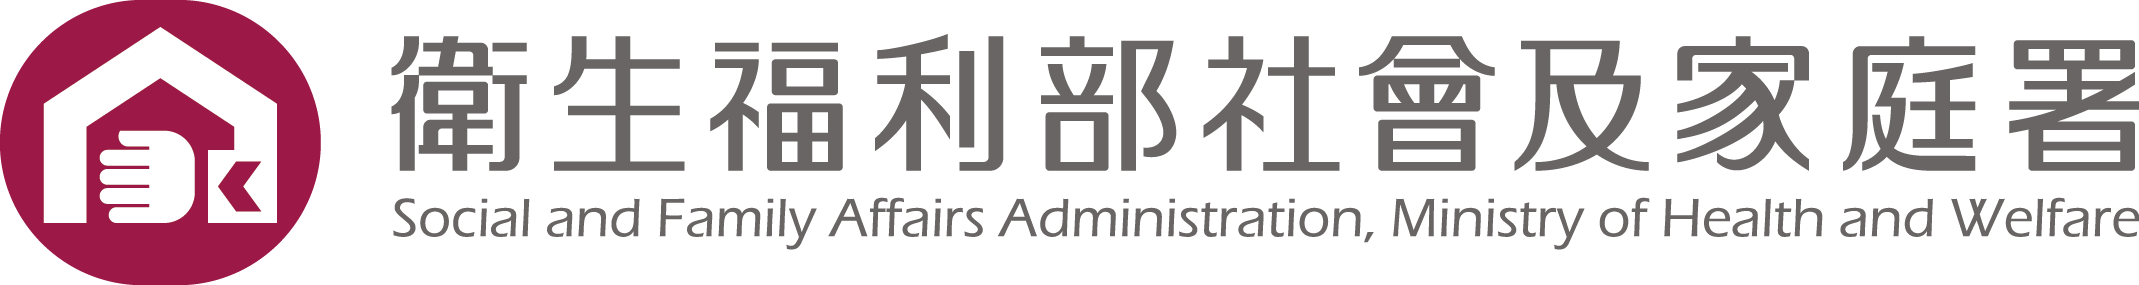 衛生福利部社會及家庭署
Social and Family Affairs Administration, Ministry of Health and Welfare